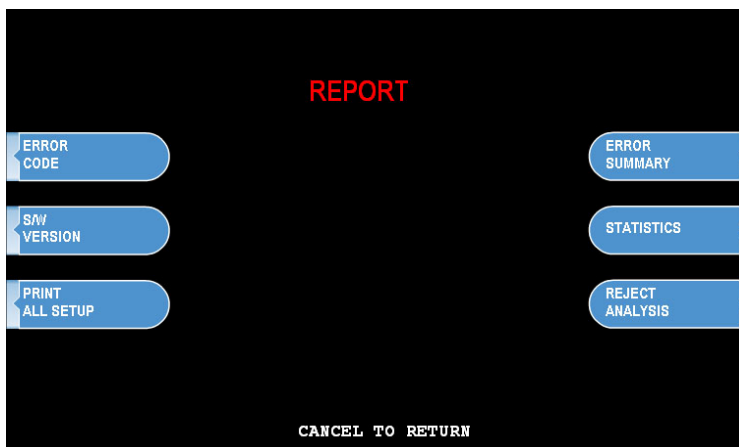 REPORT
ERROR
CODE
ERROR
SUMMARY
S/W
VERSION
STATISTICS
PRINT
ALL SETUP
REJECT
ANALYSIS
CANCEL TO RETURN